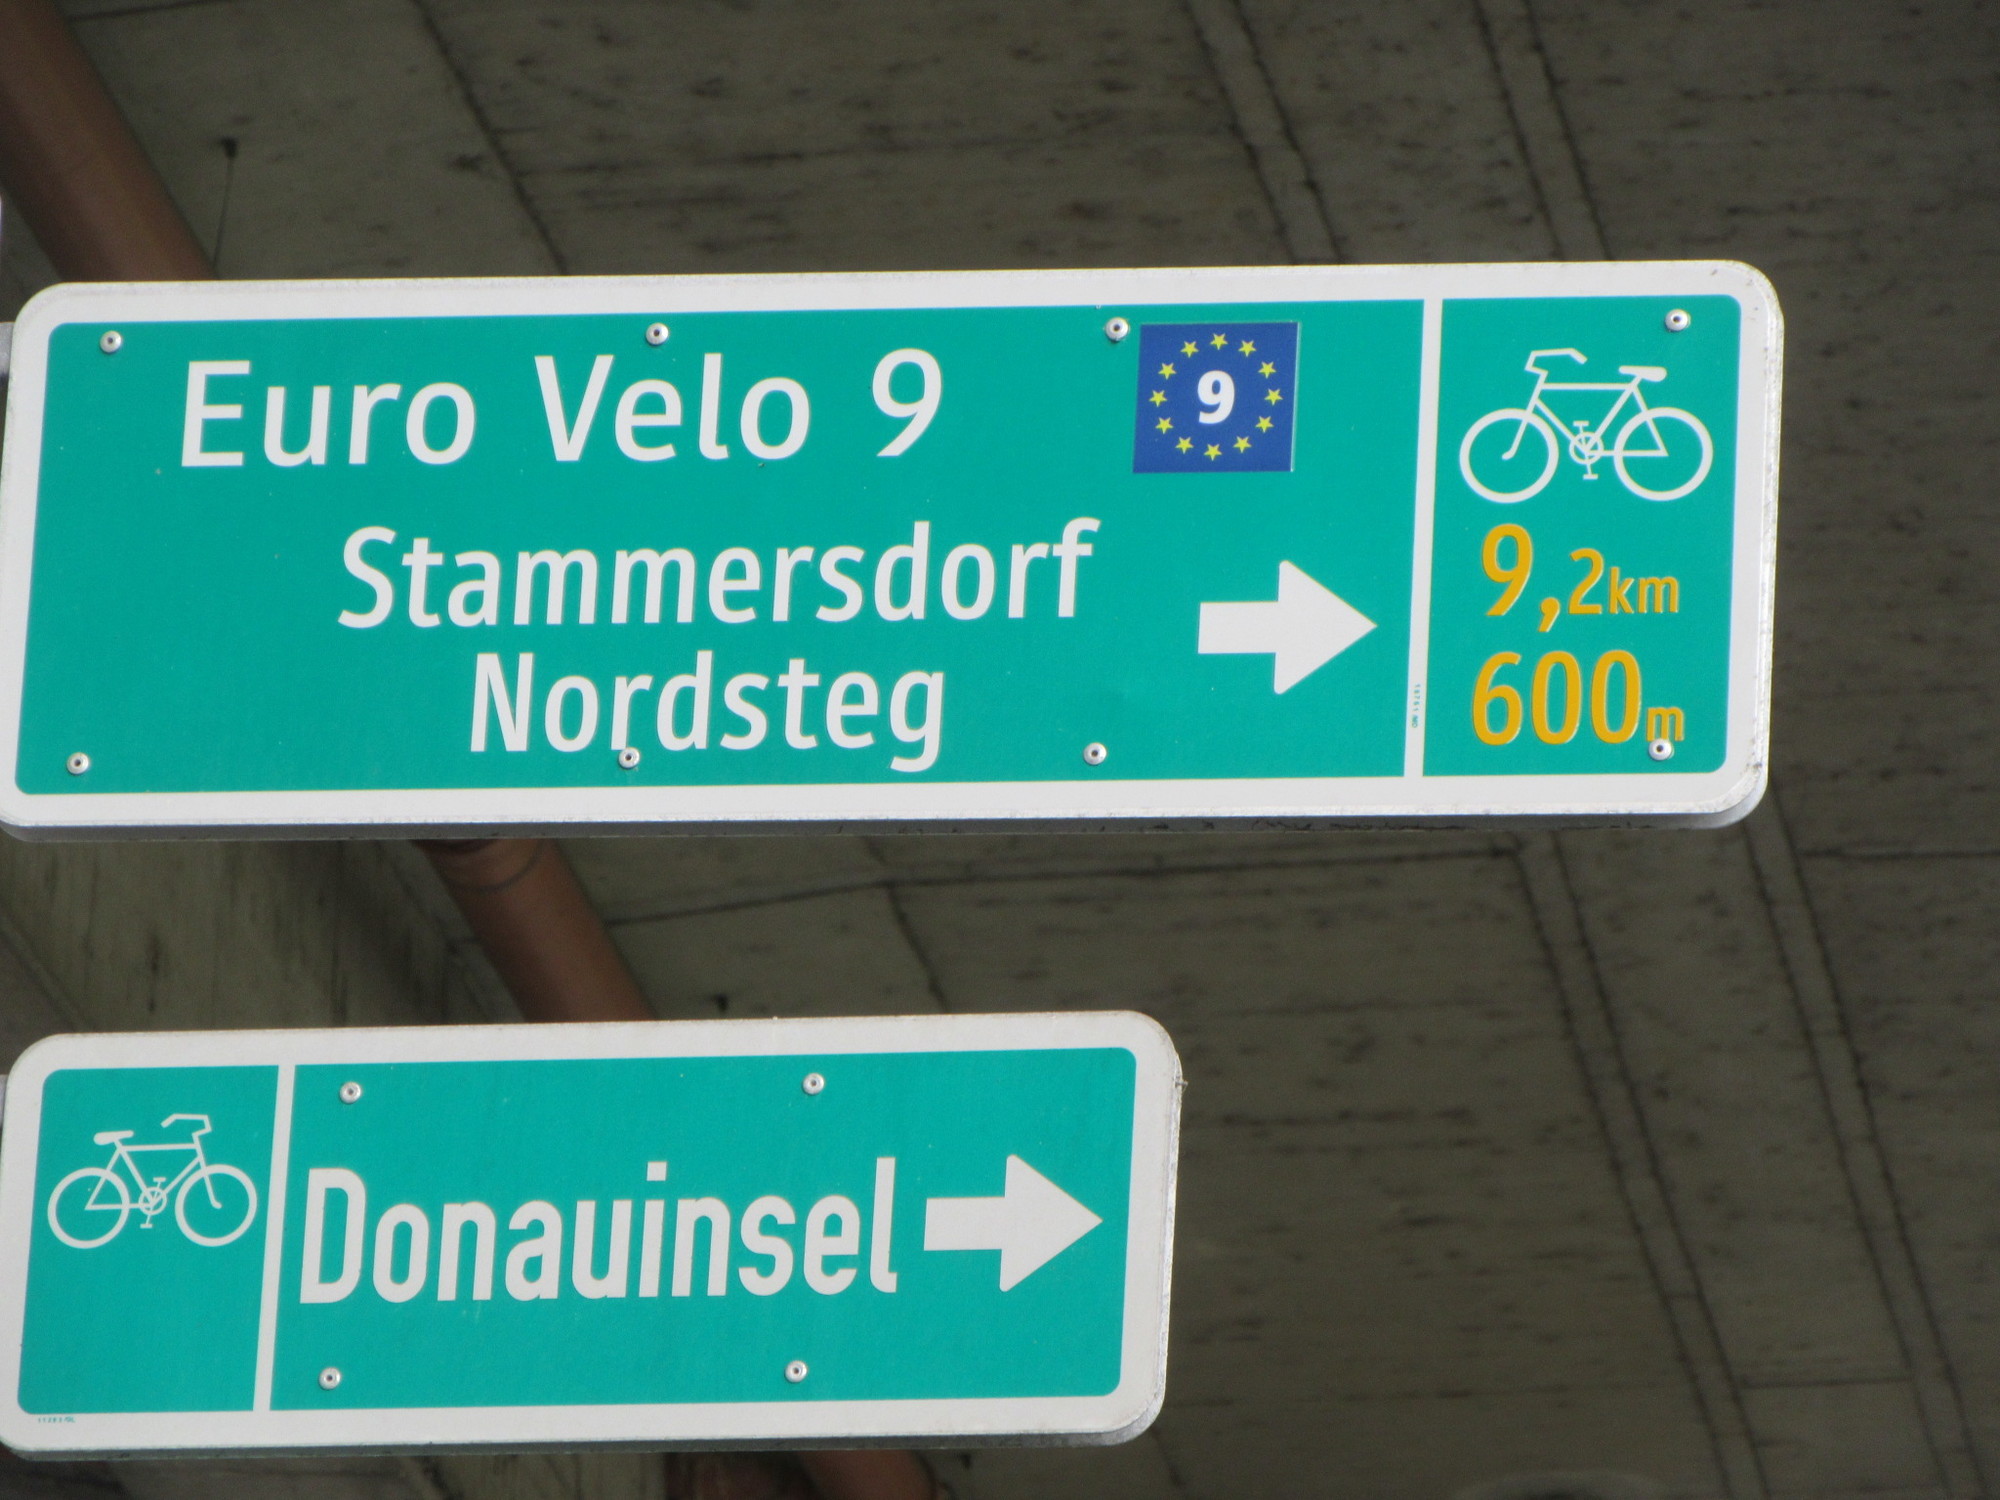 Euro Velo 9
9
Stammersdorf
9,2km
Nordsteg
600m
Donauinsel